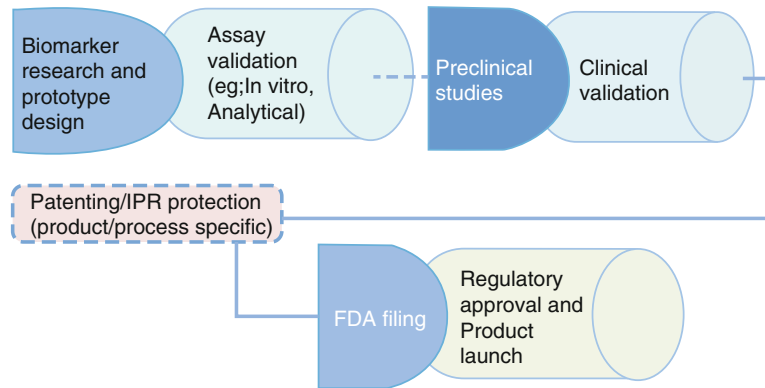 Biomarker
research and
prototype
design
Assay
validation
(eg;In vitro,
Analytical)
Preclinical
studies
Clinical
validation
Patenting/IPR protection
(product/process specific)
FDA filing
Regulatory
approval and
Product
launch